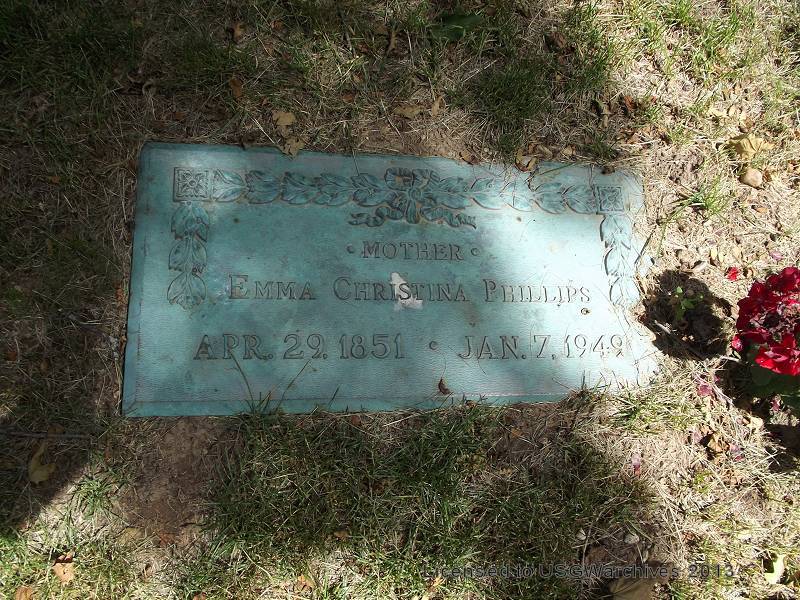 • MOTHER •
EMMA CHRISTINA PHILLIPS
APR. 29. 1851 • JAN. 7, 1949
Licensed to USGWarchives 2013